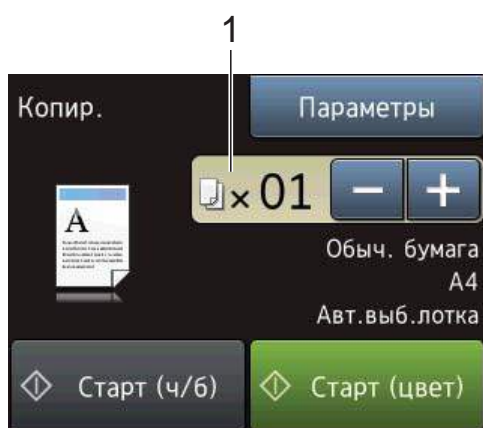 1
Копир.
Параметры
A
×01
− +
Обыч. бумага
A4
Авт.выб.лотка
Старт (ч/б)
Старт (цвет)